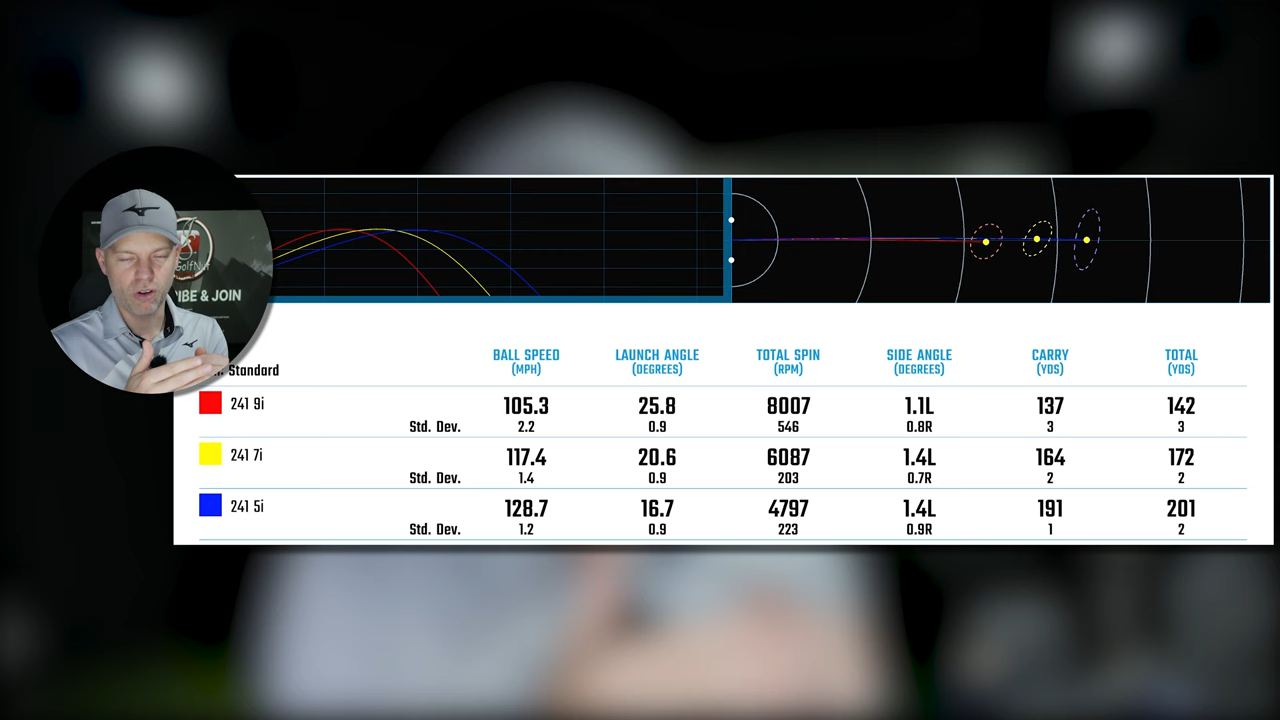 GolfNut
IBE & JOIN
BALL SPEED LAUNCH ANGLE TOTAL SPIN SIDE ANGLE CARRY TOTAL
(MPH) (DEGREES) (RPM) (DEGREES) (YDS) (YDS)
Standard
241 9i 105.3 25.8 8007 1.1L 137 142
Std. Dev. 2.2 0.9 546 0.8R 3 3
241 7i 117.4 20.6 6087 1.4L 164 172
Std. Dev. 1.4 0.9 203 0.7R 2 2
241 5i 128.7 16.7 4797 1.4L 191 201
Std. Dev. 1.2 0.9 223 0.9R 1 2